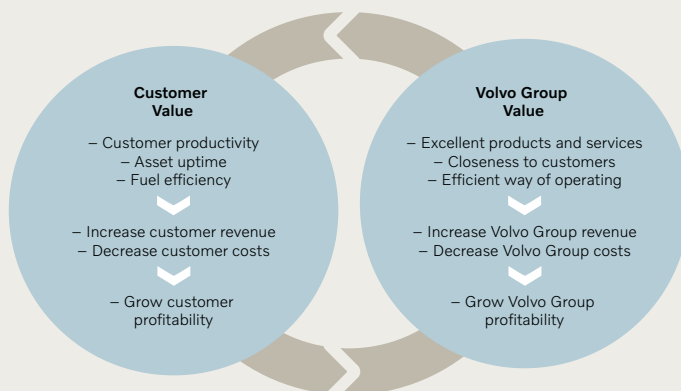 Customer
Value
– Customer productivity
– Asset uptime
– Fuel efficiency
– Increase customer revenue
– Decrease customer costs
– Grow customer
profitability
Volvo Group
Value
– Excellent products and services
– Closeness to customers
– Efficient way of operating
– Increase Volvo Group revenue
– Decrease Volvo Group costs
– Grow Volvo Group
profitability